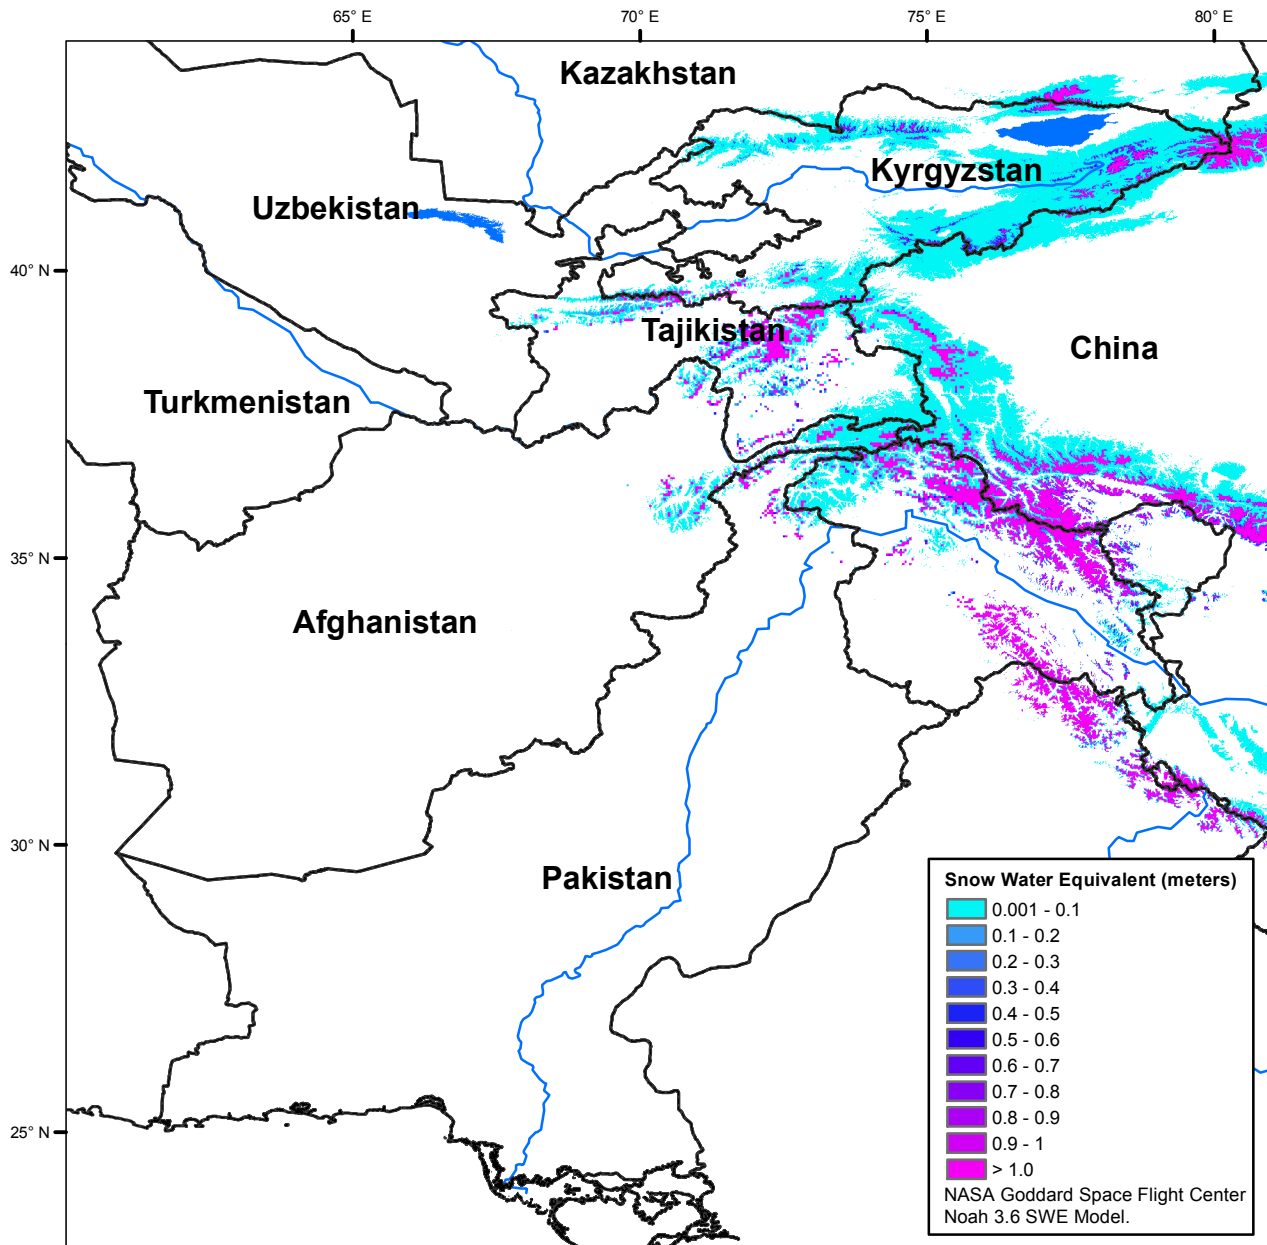 65° E
70° E
75° E
80° E
Kazakhstan
Kyrgyzstan
Uzbekistan
40° N
Tajikistan
China
Turkmenistan
35° N
Afghanistan
30° N
Pakistan
25° N
Snow Water Equivalent (meters)
0.001 - 0.1
0.1 - 0.2
0.2 - 0.3
0.3 - 0.4
0.4 - 0.5
0.5 - 0.6
0.6 - 0.7
0.7 - 0.8
0.8 - 0.9
0.9 - 1
> 1.0
NASA Goddard Space Flight Center
Noah 3.6 SWE Model.